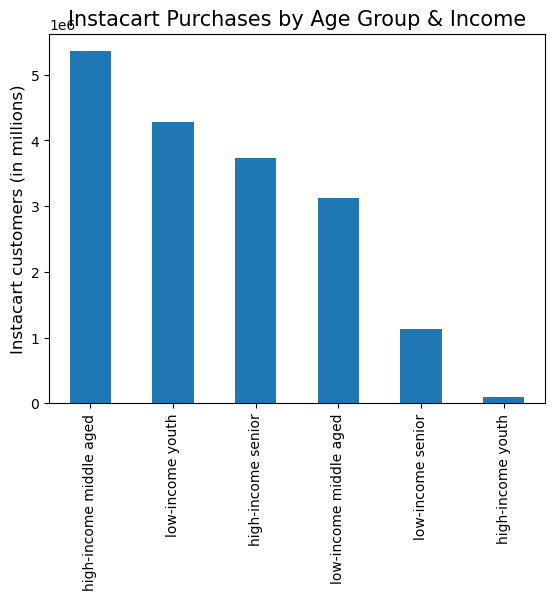 Instacart Purchases by Age Group & Income
1e6
Instacart customers (in millions)
5
4
3
2
1
0
high-income middle aged
low-income youth
high-income senior
low-income middle aged
low-income senior
high-income youth